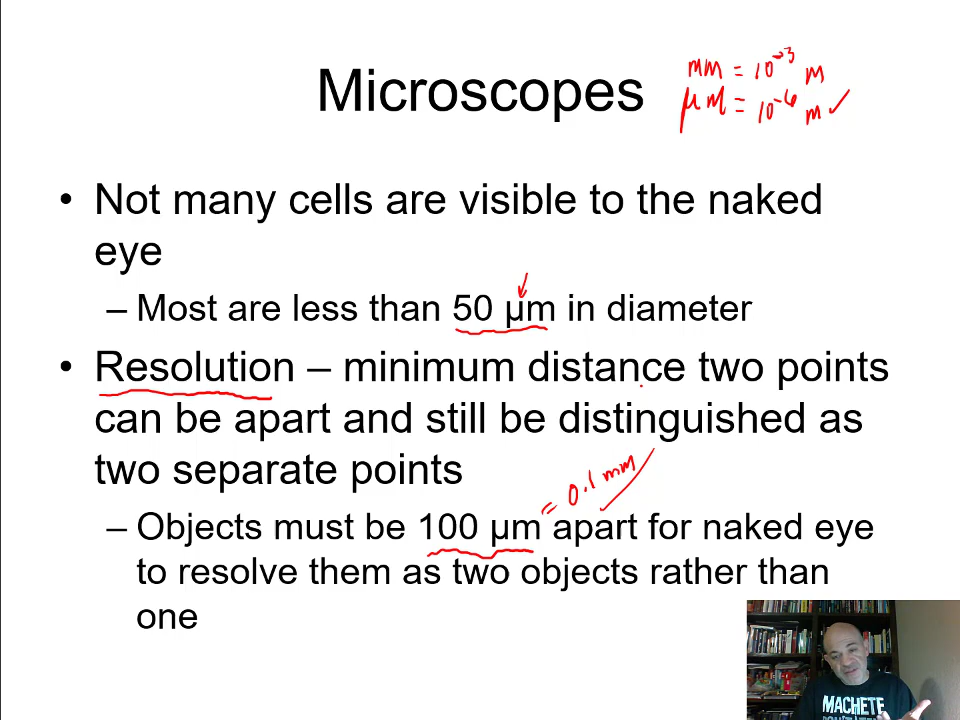 Microscopes
mm = 10⁻³ m
μm = 10⁻⁶ m ✓
• Not many cells are visible to the naked
eye
– Most are less than 50 μm in diameter
• Resolution – minimum distance two points
can be apart and still be distinguished as
two separate points
= 0.1 mm
– Objects must be 100 μm apart for naked eye
to resolve them as two objects rather than
one
MACHETE